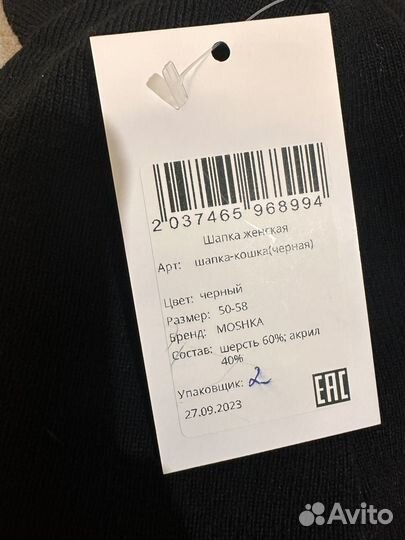 2 037465 968994
Шапка женская
Арт: шапка-кошка(черная)
Цвет: черный
Размер: 50-58
Бренд: MOSHKA
Состав: шерсть 60%; акрил
40%
Упаковщик: 2
27.09.2023
EAC
Avito